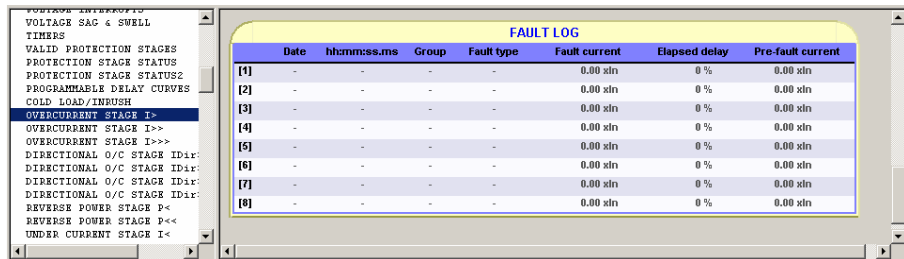 VOLTAGE INTERRUPTS
VOLTAGE SAG & SWELL
TIMERS
VALID PROTECTION STAGES
PROTECTION STAGE STATUS
PROTECTION STAGE STATUS2
PROGRAMMABLE DELAY CURVES
COLD LOAD/INRUSH
OVERCURRENT STAGE I>
OVERCURRENT STAGE I>>
OVERCURRENT STAGE I>>>
DIRECTIONAL O/C STAGE IDir>
DIRECTIONAL O/C STAGE IDir>
DIRECTIONAL O/C STAGE IDir>
DIRECTIONAL O/C STAGE IDir>
REVERSE POWER STAGE P<
REVERSE POWER STAGE P<<
UNDER CURRENT STAGE I<
FAULT LOG
Date hh:mm:ss.ms Group Fault type Fault current Elapsed delay Pre-fault current
[1] - - - - 0.00 xIn 0 % 0.00 xIn
[2] - - - - 0.00 xIn 0 % 0.00 xIn
[3] - - - - 0.00 xIn 0 % 0.00 xIn
[4] - - - - 0.00 xIn 0 % 0.00 xIn
[5] - - - - 0.00 xIn 0 % 0.00 xIn
[6] - - - - 0.00 xIn 0 % 0.00 xIn
[7] - - - - 0.00 xIn 0 % 0.00 xIn
[8] - - - - 0.00 xIn 0 % 0.00 xIn